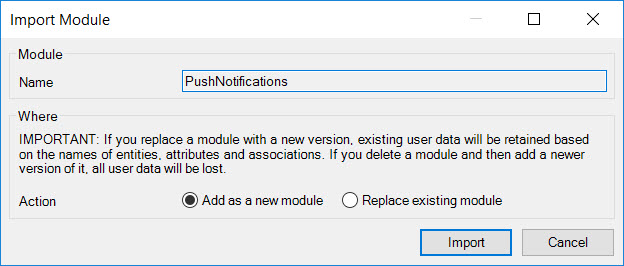 Import Module
Module
Name PushNotifications
Where
IMPORTANT: If you replace a module with a new version, existing user data will be retained based
on the names of entities, attributes and associations. If you delete a module and then add a newer
version of it, all user data will be lost.
Action Add as a new module Replace existing module
Import Cancel